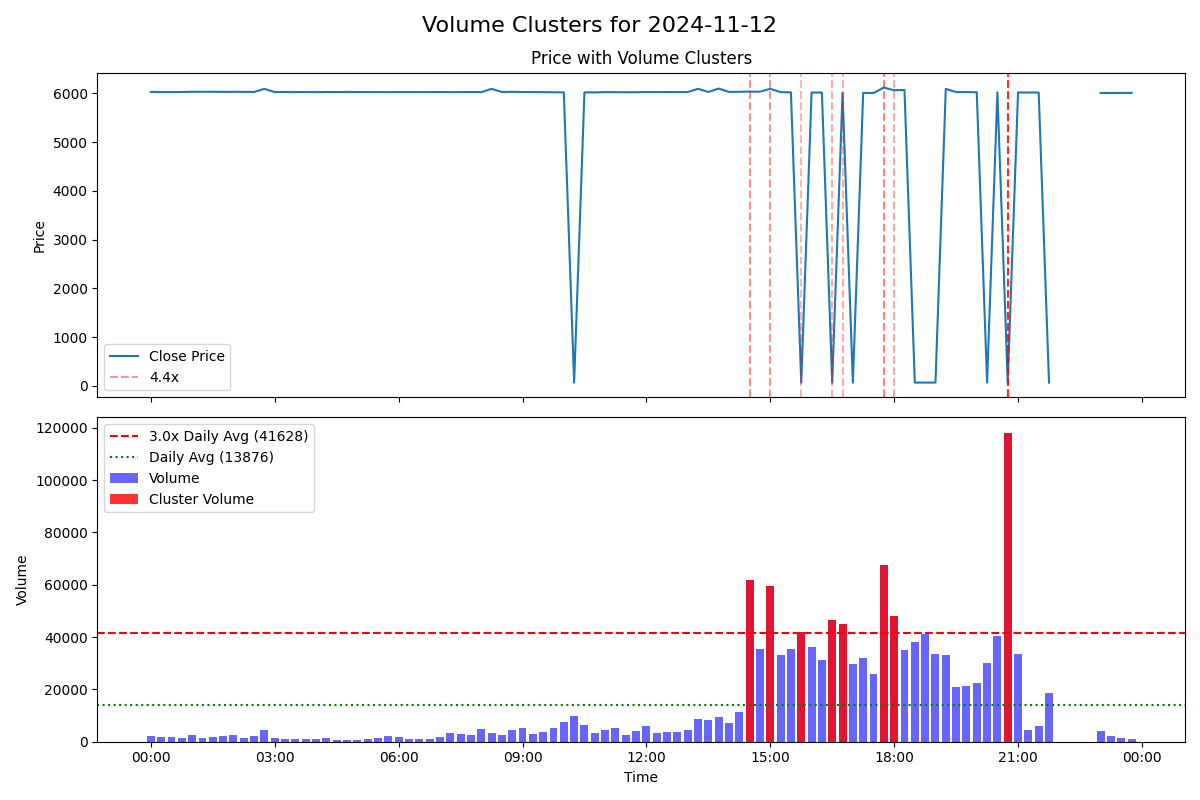 Volume Clusters for 2024-11-12
Price with Volume Clusters
Price
6000
5000
4000
3000
2000
1000
0
Close Price
4.4x
Volume
120000
100000
80000
60000
40000
20000
0
3.0x Daily Avg (41628)
Daily Avg (13876)
Volume
Cluster Volume
00:00 03:00 06:00 09:00 12:00 15:00 18:00 21:00 00:00
Time